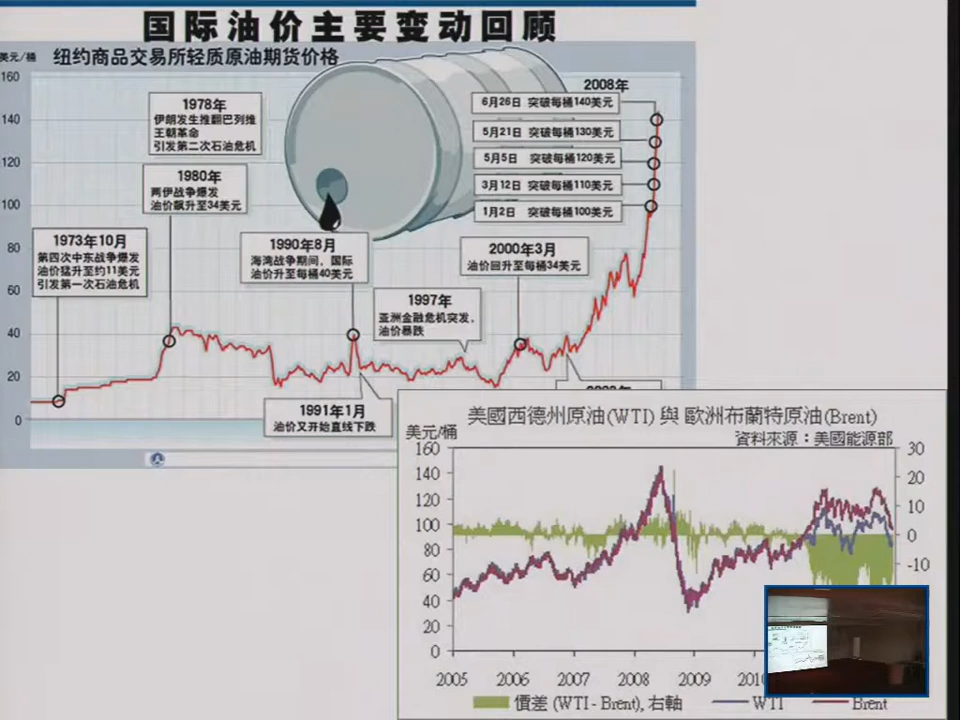 国际油价主要变动回顾
美元/桶
纽约商品交易所轻质原油期货价格
160
140
120
100
80
60
40
20
0
1973年10月
第四次中东战争爆发
油价猛升至约11美元
引发第一次石油危机
1978年
伊朗发生推翻巴列维
王朝革命
引发第二次石油危机
1980年
两伊战争爆发
油价飙升至34美元
1990年8月
海湾战争期间，国际
油价升至每桶40美元
1991年1月
油价又开始直线下跌
1997年
亚洲金融危机突发，
油价暴跌
2000年3月
油价回升至每桶34美元
2008年
6月26日 突破每桶140美元
5月21日 突破每桶130美元
5月5日 突破每桶120美元
3月12日 突破每桶110美元
1月2日 突破每桶100美元
美國西德州原油(WTI) 與 歐洲布蘭特原油(Brent)
美元/桶
資料來源：美國能源部
160
140
120
100
80
60
40
20
0
30
20
10
0
-10
2005
2006
2007
2008
2009
價差 (WTI - Brent), 右軸
WTI
Brent